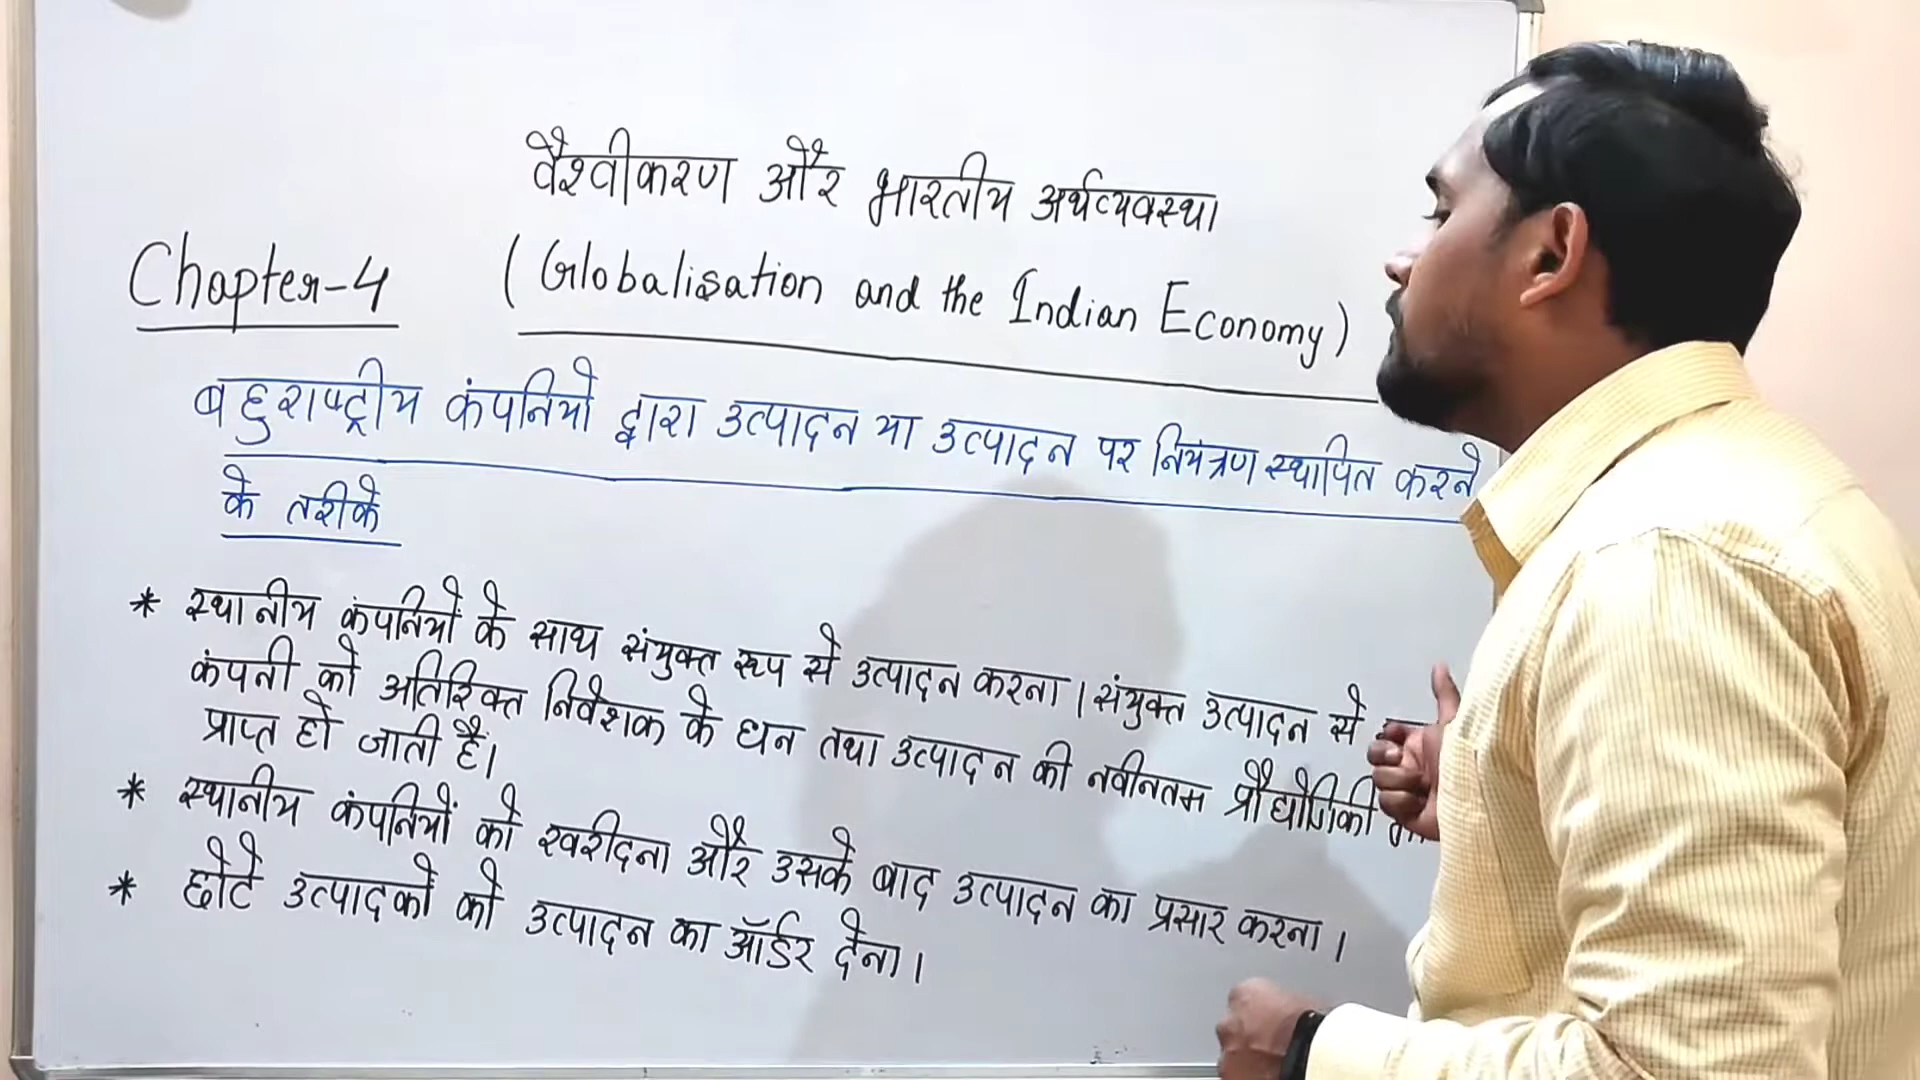 वैश्वीकरण और भारतीय अर्थव्यवस्था
Chapter-4 (Globalisation and the Indian Economy)
बहुराष्ट्रीय कंपनियों द्वारा उत्पादन या उत्पादन पर नियंत्रण स्थापित करने
के तरीके
* स्थानीय कंपनियों के साथ संयुक्त रूप से उत्पादन करना। संयुक्त उत्पादन से
कंपनी को अतिरिक्त निवेशक के धन तथा उत्पादन की नवीनतम प्रौद्योगिकी
प्राप्त हो जाती है।
* स्थानीय कंपनियों को खरीदना और उसके बाद उत्पादन का प्रसार करना।
* छोटे उत्पादकों को उत्पादन का ऑर्डर देना।